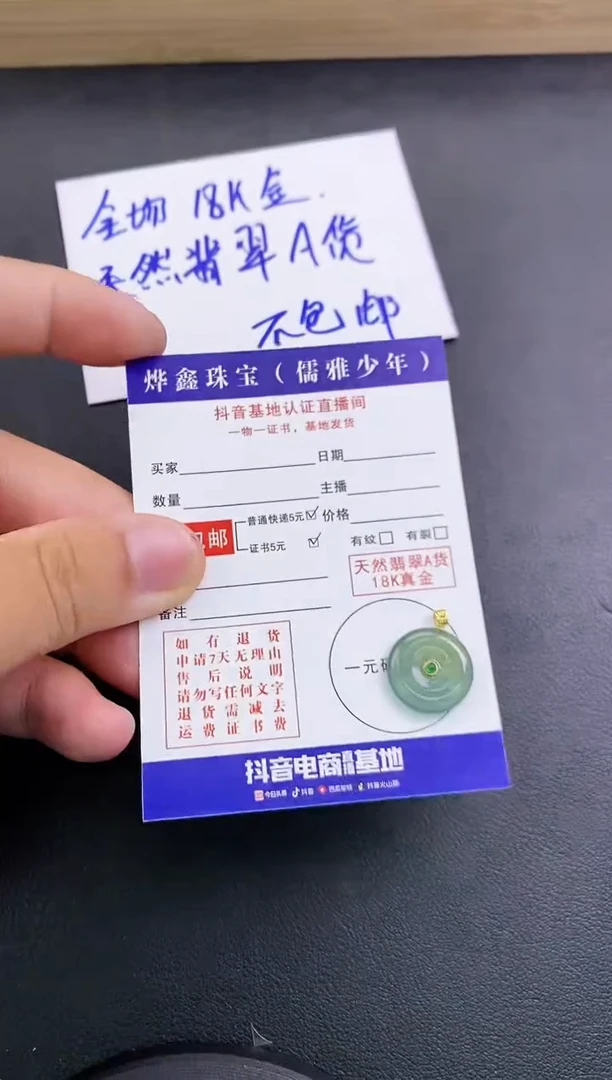 全场 18K金.
天然翡翠A货
不包邮
烨鑫珠宝(儒雅少年)
抖音基地认证直播间
一物一证书,基地发货
买家 日期
数量 主播
包邮 普通快递5元☑ 价格
证书5元 ☑ 有纹□ 有裂□
天然翡翠A货
18K真金
备注
如有退货
申请7天无理由
售后说明
请勿写任何文字
退货需减去
运费证书费
一元
抖音电商直播基地
今日头条 抖音 西瓜视频 抖音火山版